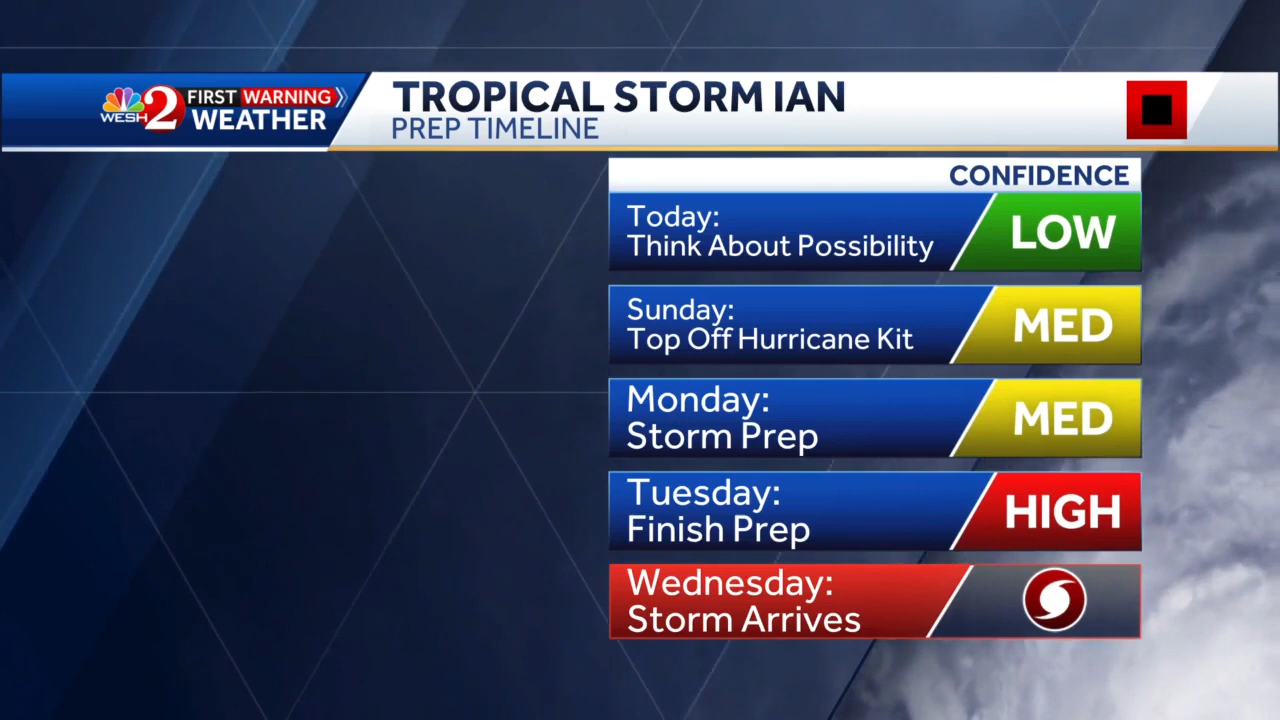 WESH 2 FIRST WARNING
WEATHER
TROPICAL STORM IAN
PREP TIMELINE
CONFIDENCE
Today:
Think About Possibility
LOW
Sunday:
Top Off Hurricane Kit
MED
Monday:
Storm Prep
MED
Tuesday:
Finish Prep
HIGH
Wednesday:
Storm Arrives